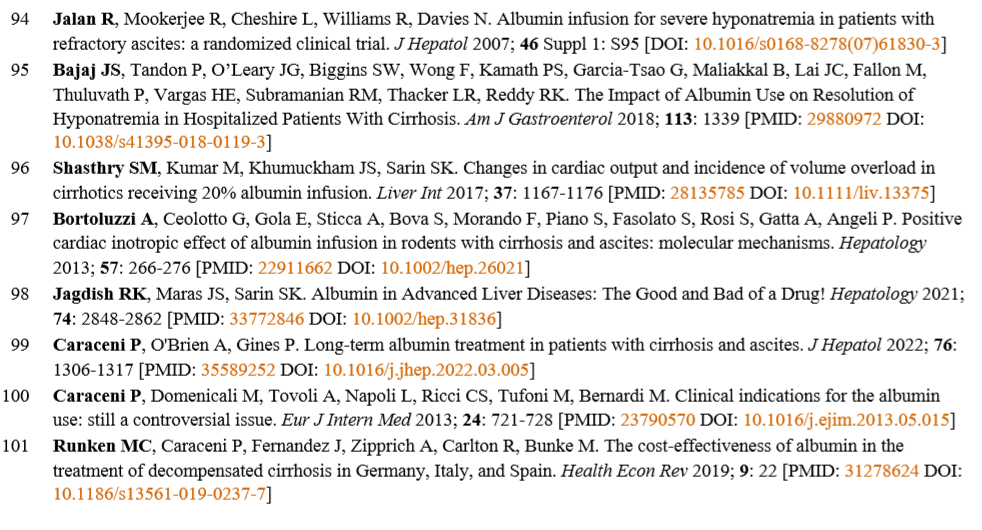 94 Jalan R, Mookerjee R, Cheshire L, Williams R, Davies N. Albumin infusion for severe hyponatremia in patients with
refractory ascites: a randomized clinical trial. J Hepatol 2007; 46 Suppl 1: S95 [DOI: 10.1016/s0168-8278(07)61830-3]
95 Bajaj JS, Tandon P, O’Leary JG, Biggins SW, Wong F, Kamath PS, Garcia-Tsao G, Maliakkal B, Lai JC, Fallon M,
Thuluvath P, Vargas HE, Subramanian RM, Thacker LR, Reddy RK. The Impact of Albumin Use on Resolution of
Hyponatremia in Hospitalized Patients With Cirrhosis. Am J Gastroenterol 2018; 113: 1339 [PMID: 29880972 DOI:
10.1038/s41395-018-0119-3]
96 Shasthry SM, Kumar M, Khumuckham JS, Sarin SK. Changes in cardiac output and incidence of volume overload in
cirrhotics receiving 20% albumin infusion. Liver Int 2017; 37: 1167-1176 [PMID: 28135785 DOI: 10.1111/liv.13375]
97 Bortoluzzi A, Ceolotto G, Gola E, Sticca A, Bova S, Morando F, Piano S, Fasolato S, Rosi S, Gatta A, Angeli P. Positive
cardiac inotropic effect of albumin infusion in rodents with cirrhosis and ascites: molecular mechanisms. Hepatology
2013; 57: 266-276 [PMID: 22911662 DOI: 10.1002/hep.26021]
98 Jagdish RK, Maras JS, Sarin SK. Albumin in Advanced Liver Diseases: The Good and Bad of a Drug! Hepatology 2021;
74: 2848-2862 [PMID: 33772846 DOI: 10.1002/hep.31836]
99 Caraceni P, O'Brien A, Gines P. Long-term albumin treatment in patients with cirrhosis and ascites. J Hepatol 2022; 76:
1306-1317 [PMID: 35589252 DOI: 10.1016/j.jhep.2022.03.005]
100 Caraceni P, Domenicali M, Tovoli A, Napoli L, Ricci CS, Tufoni M, Bernardi M. Clinical indications for the albumin
use: still a controversial issue. Eur J Intern Med 2013; 24: 721-728 [PMID: 23790570 DOI: 10.1016/j.ejim.2013.05.015]
101 Runken MC, Caraceni P, Fernandez J, Zipprich A, Carlton R, Bunke M. The cost-effectiveness of albumin in the
treatment of decompensated cirrhosis in Germany, Italy, and Spain. Health Econ Rev 2019; 9: 22 [PMID: 31278624 DOI:
10.1186/s13561-019-0237-7]